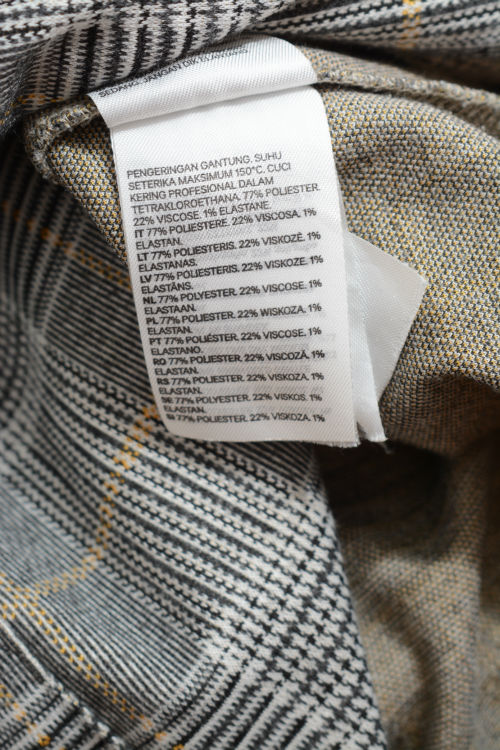 PENGERINGAN GANTUNG. SUHU
SETERIKA MAKSIMUM 150°C. CUCI
KERING PROFESIONAL DALAM
TETRAKLOROETHANA. 77% POLIESTER.
22% VISCOSE. 1% ELASTANE.
IT 77% POLIESTERE. 22% VISCOSA. 1%
ELASTAN.
LT 77% POLIESTERIS. 22% VISKOZĖ. 1%
ELASTANAS.
LV 77% POLIESTERIS. 22% VISKOZE. 1%
ELASTĀNS.
NL 77% POLYESTER. 22% VISCOSE. 1%
ELASTAAN.
PL 77% POLIESTER. 22% WISKOZA. 1%
ELASTAN.
PT 77% POLIÉSTER. 22% VISCOSE. 1%
ELASTANO.
RO 77% POLIESTER. 22% VISCOZĂ. 1%
ELASTAN.
RS 77% POLIESTER. 22% VISKOZA. 1%
ELASTAN.
SE 77% POLYESTER. 22% VISKOS. 1%
ELASTAN.
SI 77% POLIESTER. 22% VISKOZA. 1%